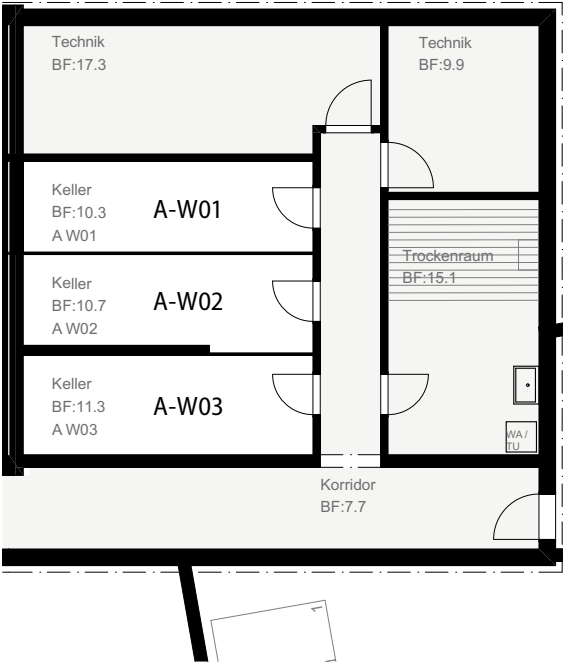 Technik
BF:17.3
Technik
BF:9.9
Keller
BF:10.3
A W01
A-W01
Keller
BF:10.7
A W02
A-W02
Trockenraum
BF:15.1
Keller
BF:11.3
A W03
A-W03
WA /
TU
Korridor
BF:7.7
1